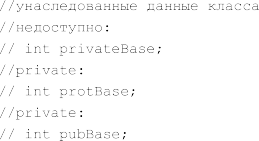 //унаследованные данные класса
//недоступно:
// int privateBase;
//private:
// int protBase;
//private:
// int pubBase;